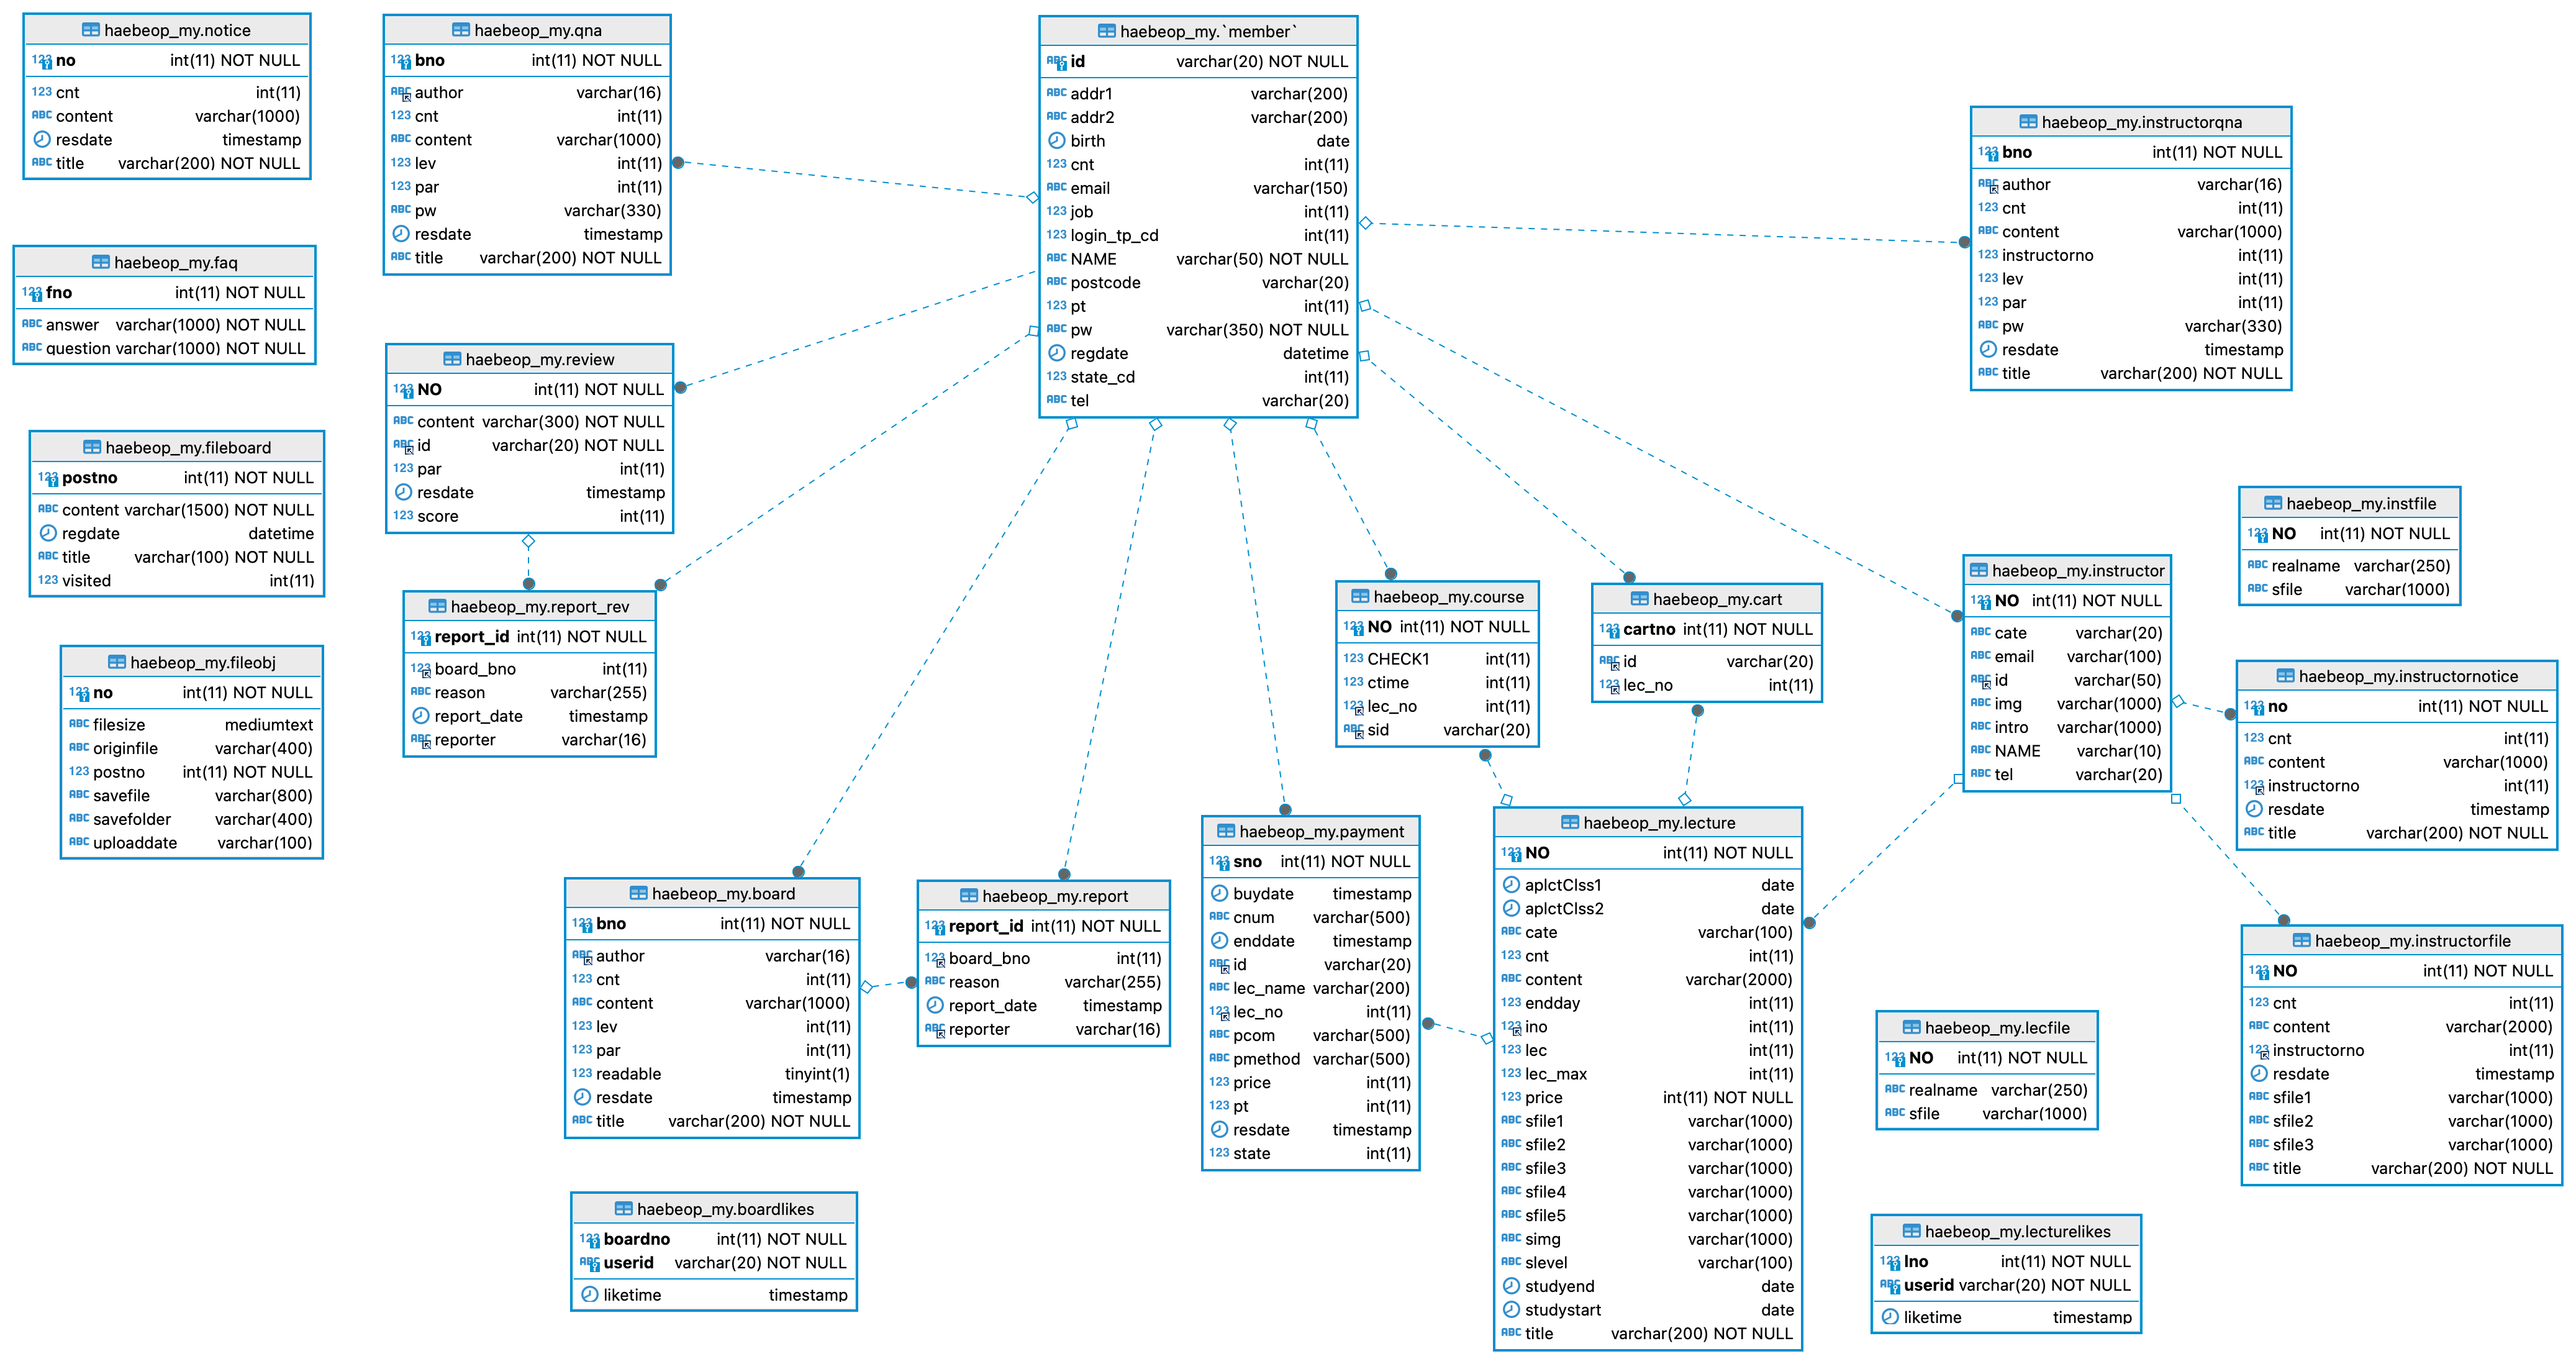 haebeop_my.notice
no int(11) NOT NULL
cnt int(11)
content varchar(1000)
resdate timestamp
title varchar(200) NOT NULL
haebeop_my.faq
fno int(11) NOT NULL
answer varchar(1000) NOT NULL
question varchar(1000) NOT NULL
haebeop_my.fileboard
postno int(11) NOT NULL
content varchar(1500) NOT NULL
regdate datetime
title varchar(100) NOT NULL
visited int(11)
haebeop_my.fileobj
no int(11) NOT NULL
filesize mediumtext
originfile varchar(400)
postno int(11) NOT NULL
savefile varchar(800)
savefolder varchar(400)
uploaddate varchar(100)
haebeop_my.qna
bno int(11) NOT NULL
author varchar(16)
cnt int(11)
content varchar(1000)
lev int(11)
par int(11)
pw varchar(330)
resdate timestamp
title varchar(200) NOT NULL
haebeop_my.review
NO int(11) NOT NULL
content varchar(300) NOT NULL
id varchar(20) NOT NULL
par int(11)
resdate timestamp
score int(11)
haebeop_my.report_rev
report_id int(11) NOT NULL
board_bno int(11)
reason varchar(255)
report_date timestamp
reporter varchar(16)
haebeop_my.`member`
id varchar(20) NOT NULL
addr1 varchar(200)
addr2 varchar(200)
birth date
cnt int(11)
email varchar(150)
job int(11)
login_tp_cd int(11)
NAME varchar(50) NOT NULL
postcode varchar(20)
pt int(11)
pw varchar(350) NOT NULL
regdate datetime
state_cd int(11)
tel varchar(20)
haebeop_my.board
bno int(11) NOT NULL
author varchar(16)
cnt int(11)
content varchar(1000)
lev int(11)
par int(11)
readable tinyint(1)
resdate timestamp
title varchar(200) NOT NULL
haebeop_my.boardlikes
boardno int(11) NOT NULL
userid varchar(20) NOT NULL
liketime timestamp
haebeop_my.report
report_id int(11) NOT NULL
board_bno int(11)
reason varchar(255)
report_date timestamp
reporter varchar(16)
haebeop_my.payment
sno int(11) NOT NULL
buydate timestamp
cnum varchar(500)
enddate timestamp
id varchar(20)
lec_name varchar(200)
lec_no int(11)
pcom varchar(500)
pmethod varchar(500)
price int(11)
pt int(11)
resdate timestamp
state int(11)
haebeop_my.course
NO int(11) NOT NULL
CHECK1 int(11)
ctime int(11)
lec_no int(11)
sid varchar(20)
haebeop_my.cart
cartno int(11) NOT NULL
id varchar(20)
lec_no int(11)
haebeop_my.lecture
NO int(11) NOT NULL
aplctClss1 date
aplctClss2 date
cate varchar(100)
cnt int(11)
content varchar(2000)
endday int(11)
ino int(11)
lec int(11)
lec_max int(11)
price int(11) NOT NULL
sfile1 varchar(1000)
sfile2 varchar(1000)
sfile3 varchar(1000)
sfile4 varchar(1000)
sfile5 varchar(1000)
simg varchar(1000)
slevel varchar(100)
studyend date
studystart date
title varchar(200) NOT NULL
haebeop_my.instructorqna
bno int(11) NOT NULL
author varchar(16)
cnt int(11)
content varchar(1000)
instructorno int(11)
lev int(11)
par int(11)
pw varchar(330)
resdate timestamp
title varchar(200) NOT NULL
haebeop_my.instructor
NO int(11) NOT NULL
cate varchar(20)
email varchar(100)
id varchar(50)
img varchar(1000)
intro varchar(1000)
NAME varchar(10)
tel varchar(20)
haebeop_my.instfile
NO int(11) NOT NULL
realname varchar(250)
sfile varchar(1000)
haebeop_my.instructornotice
no int(11) NOT NULL
cnt int(11)
content varchar(1000)
instructorno int(11)
resdate timestamp
title varchar(200) NOT NULL
haebeop_my.instructorfile
NO int(11) NOT NULL
cnt int(11)
content varchar(2000)
instructorno int(11)
resdate timestamp
sfile1 varchar(1000)
sfile2 varchar(1000)
sfile3 varchar(1000)
title varchar(200) NOT NULL
haebeop_my.lecfile
NO int(11) NOT NULL
realname varchar(250)
sfile varchar(1000)
haebeop_my.lecturelikes
lno int(11) NOT NULL
userid varchar(20) NOT NULL
liketime timestamp